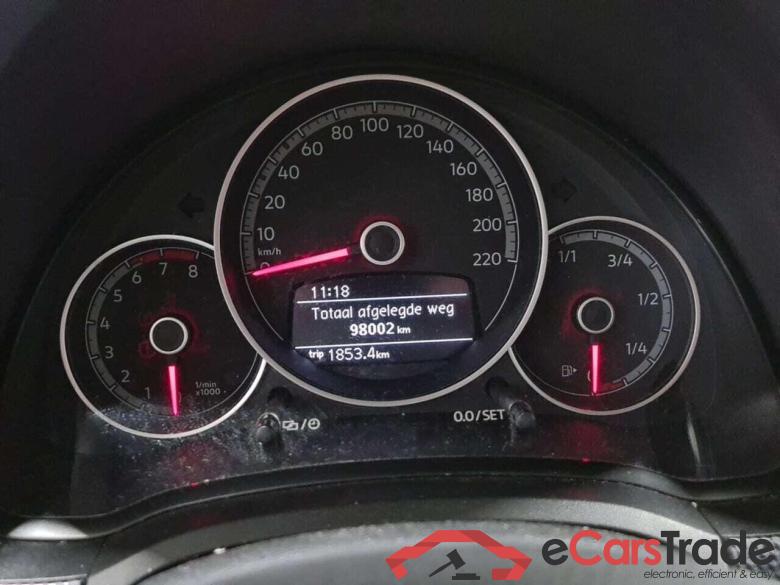 20 40 60 80 100 120 140 160 180 200 220
0 10
km/h
11:18
Totaal afgelegde weg
98002 km
trip 1853.4 km
1 2 3 4 5 6 7 8
1/min
x1000
1/1 3/4 1/2 1/4
0.0/SET
eCarsTrade
electronic, efficient & easy